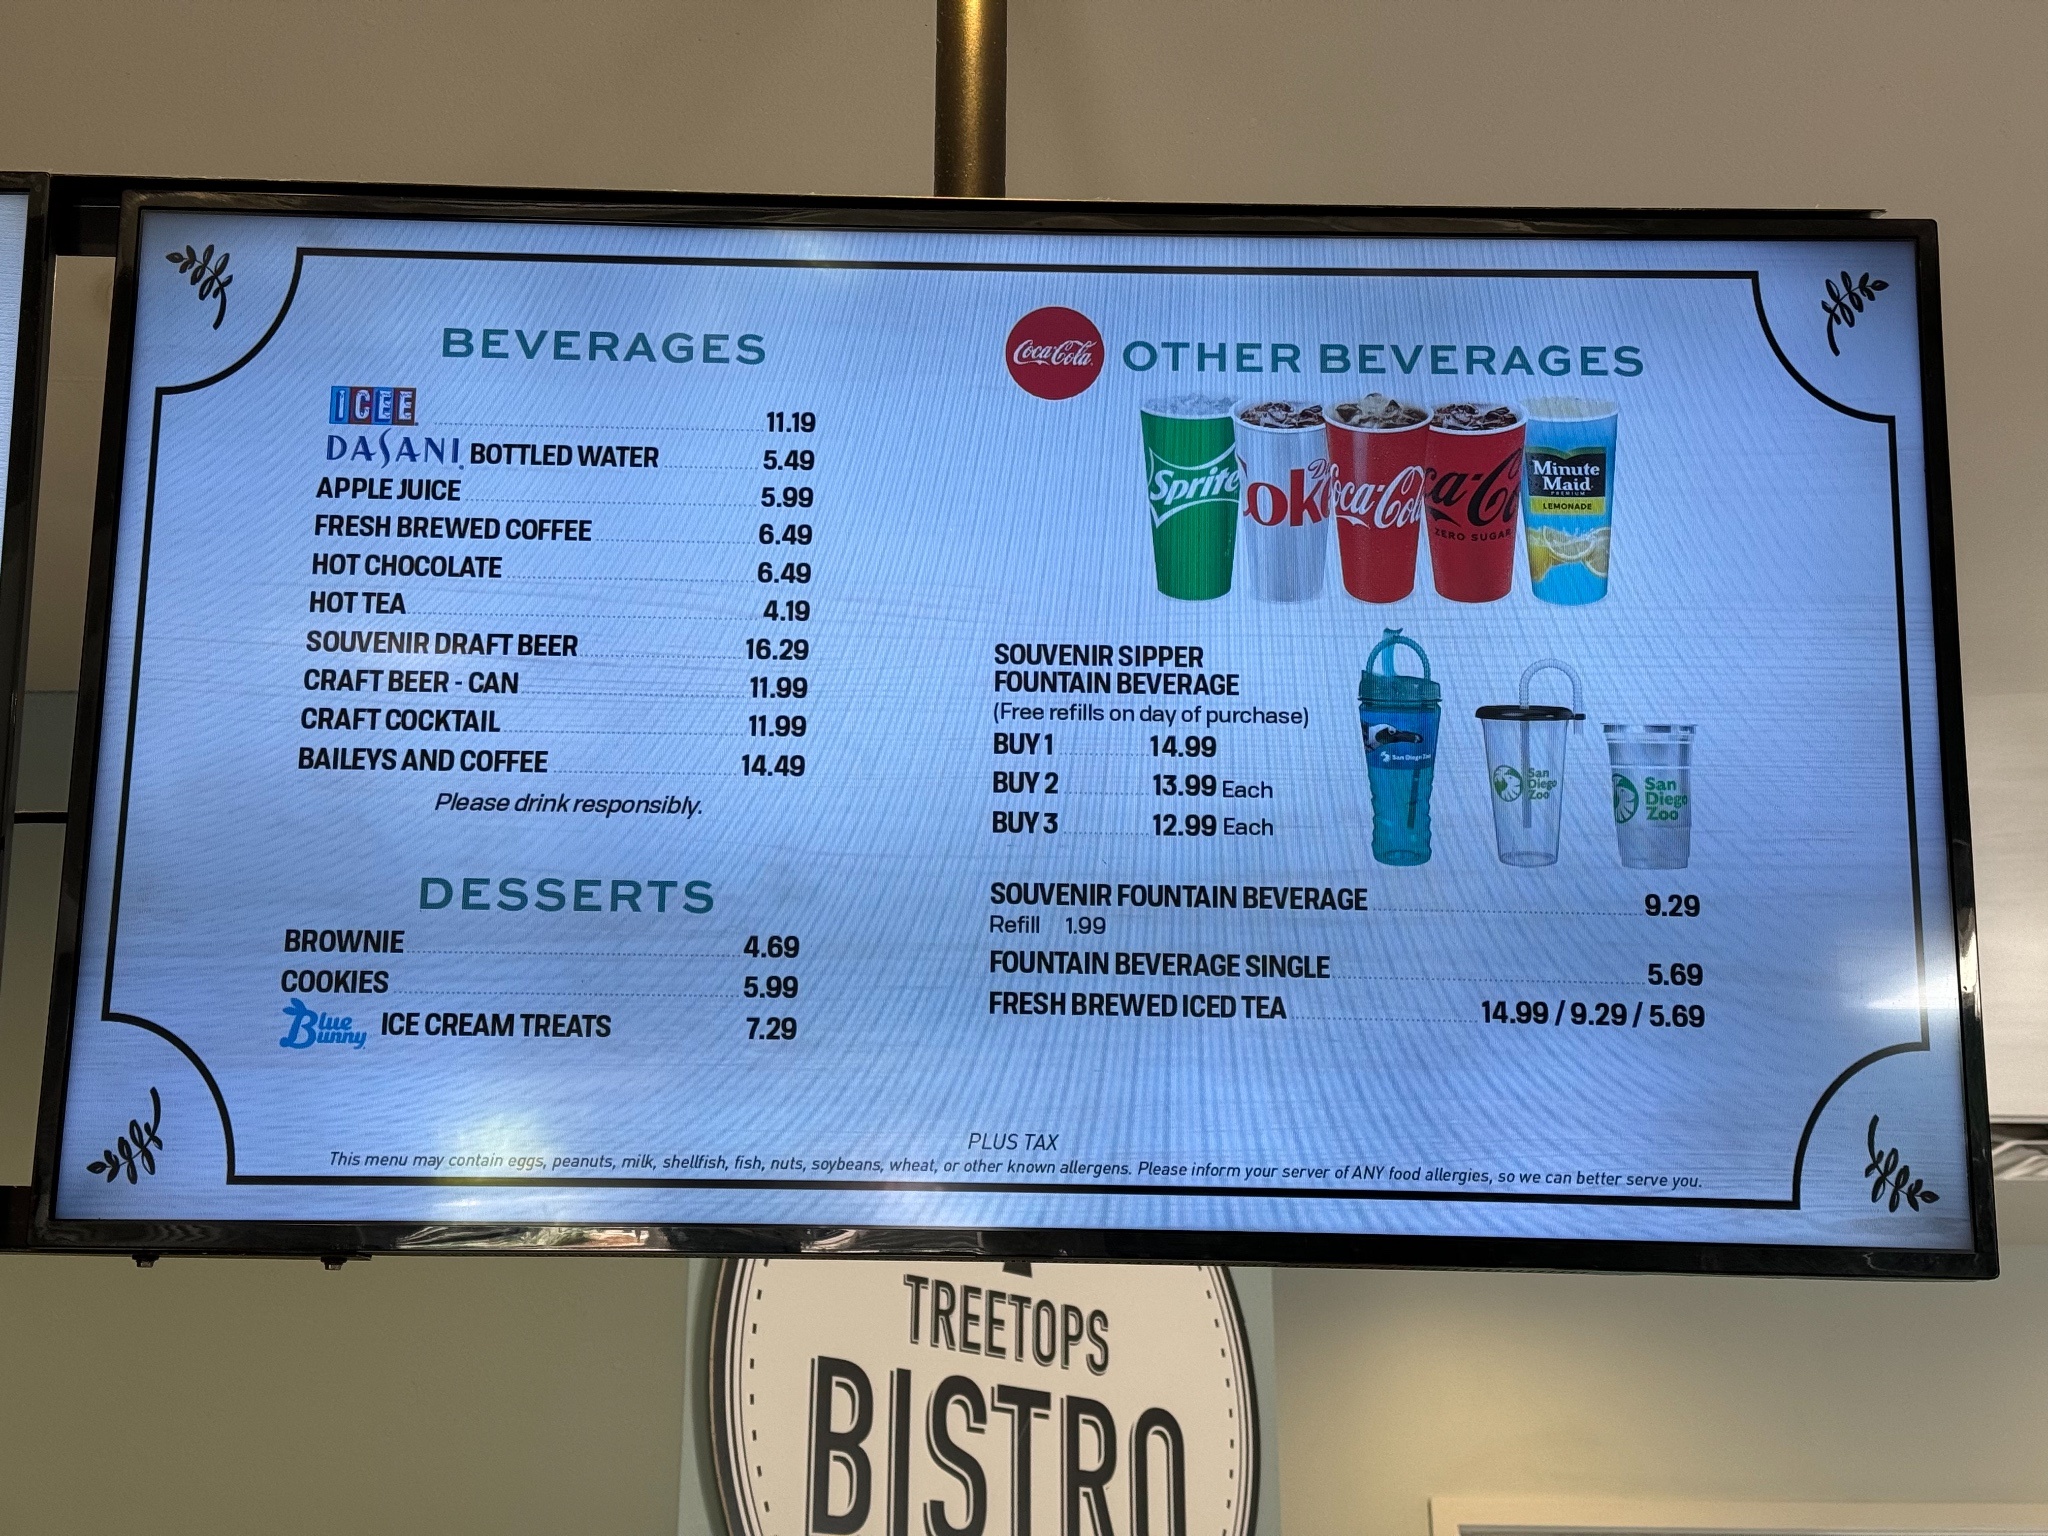 BEVERAGES
ICEE 11.19
DASANI BOTTLED WATER 5.49
APPLE JUICE 5.99
FRESH BREWED COFFEE 6.49
HOT CHOCOLATE 6.49
HOT TEA 4.19
SOUVENIR DRAFT BEER 16.29
CRAFT BEER - CAN 11.99
CRAFT COCKTAIL 11.99
BAILEYS AND COFFEE 14.49
Please drink responsibly.
DESSERTS
BROWNIE 4.69
COOKIES 5.99
Blue Bunny ICE CREAM TREATS 7.29
Coca-Cola OTHER BEVERAGES
Sprite
oke
Coca-Cola
ca-Co
ZERO SUGAR
Minute
Maid
PREMIUM
LEMONADE
SOUVENIR SIPPER
FOUNTAIN BEVERAGE
(Free refills on day of purchase)
BUY 1 14.99
BUY 2 13.99 Each
BUY 3 12.99 Each
San Diego Zoo
San
Diego
Zoo
San
Diego
Zoo
SOUVENIR FOUNTAIN BEVERAGE 9.29
Refill 1.99
FOUNTAIN BEVERAGE SINGLE 5.69
FRESH BREWED ICED TEA 14.99 / 9.29 / 5.69
PLUS TAX
This menu may contain eggs, peanuts, milk, shellfish, fish, nuts, soybeans, wheat, or other known allergens. Please inform your server of ANY food allergies, so we can better serve you.
TREETOPS
BISTRO